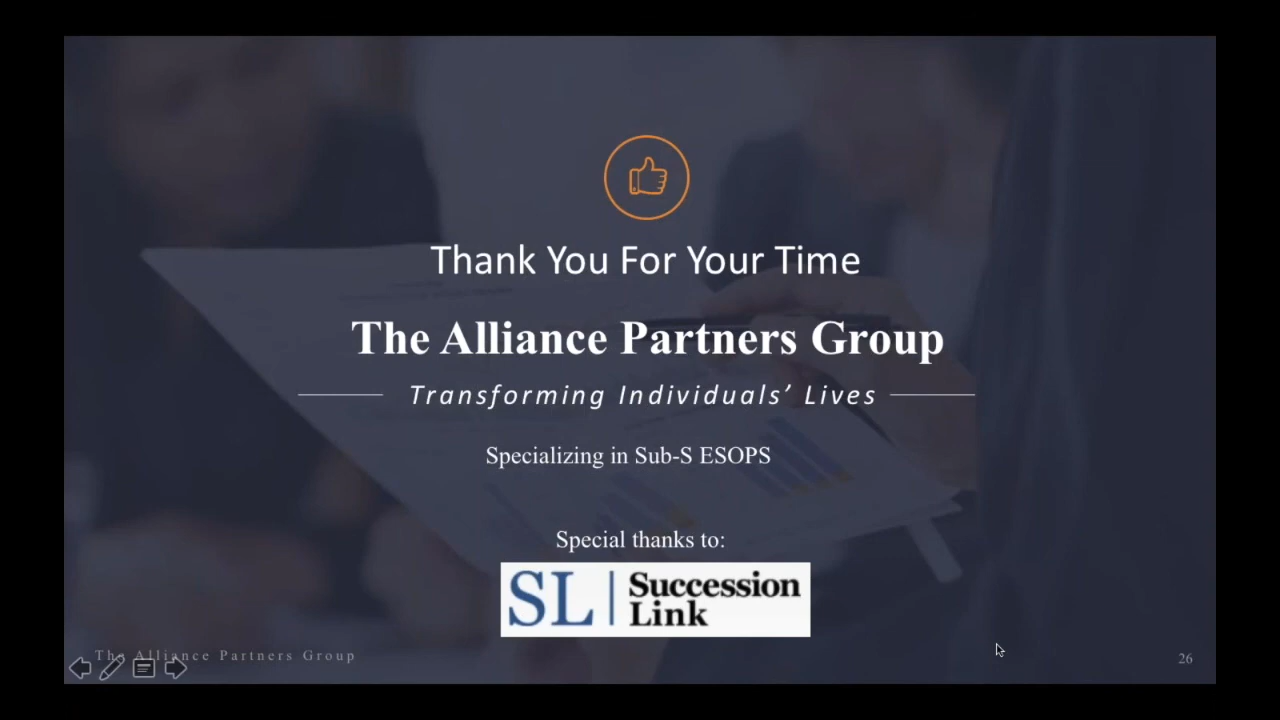 Thank You For Your Time
The Alliance Partners Group
Transforming Individuals’ Lives
Specializing in Sub-S ESOPS
Special thanks to:
SL | Succession
Link
The Alliance Partners Group
26